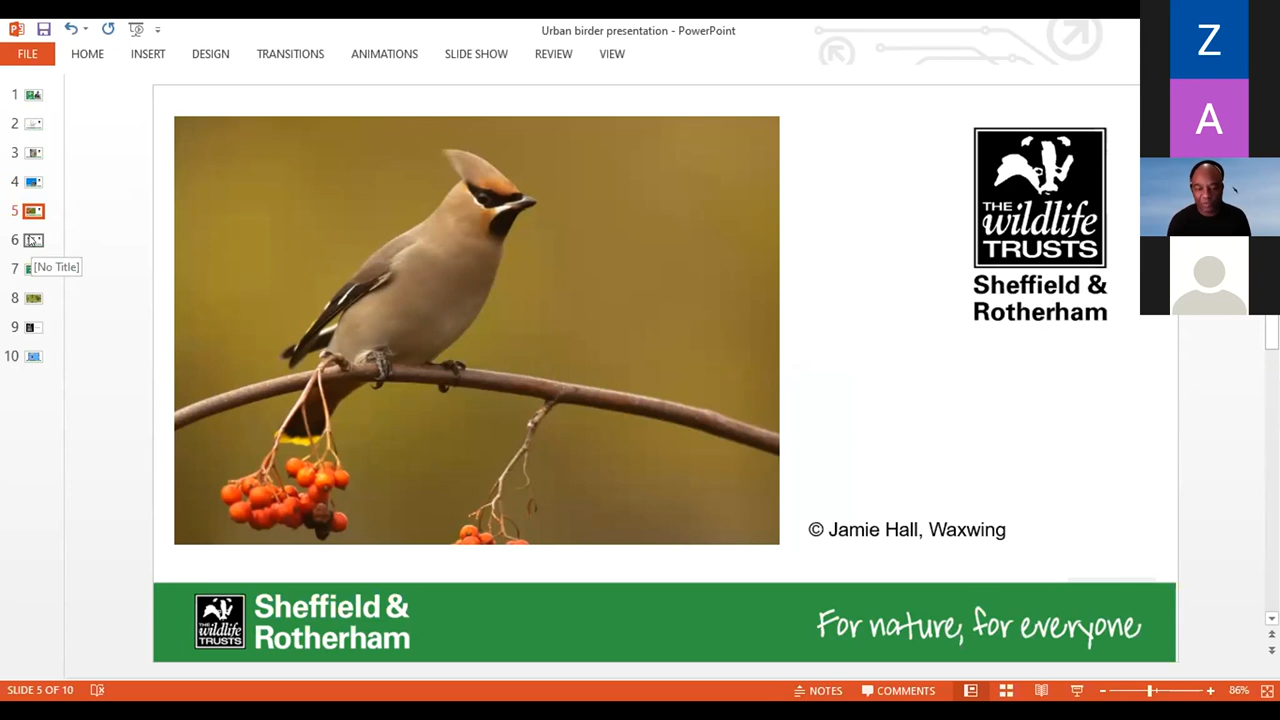 Urban birder presentation - PowerPoint
FILE
HOME
INSERT
DESIGN
TRANSITIONS
ANIMATIONS
SLIDE SHOW
REVIEW
VIEW
Z
A
1
2
3
4
5
6
[No Title]
7
8
9
10
THE
wildlife
TRUSTS
Sheffield &
Rotherham
© Jamie Hall, Waxwing
THE
wildlife
TRUSTS
Sheffield &
Rotherham
For nature, for everyone
SLIDE 5 OF 10
NOTES
COMMENTS
86%